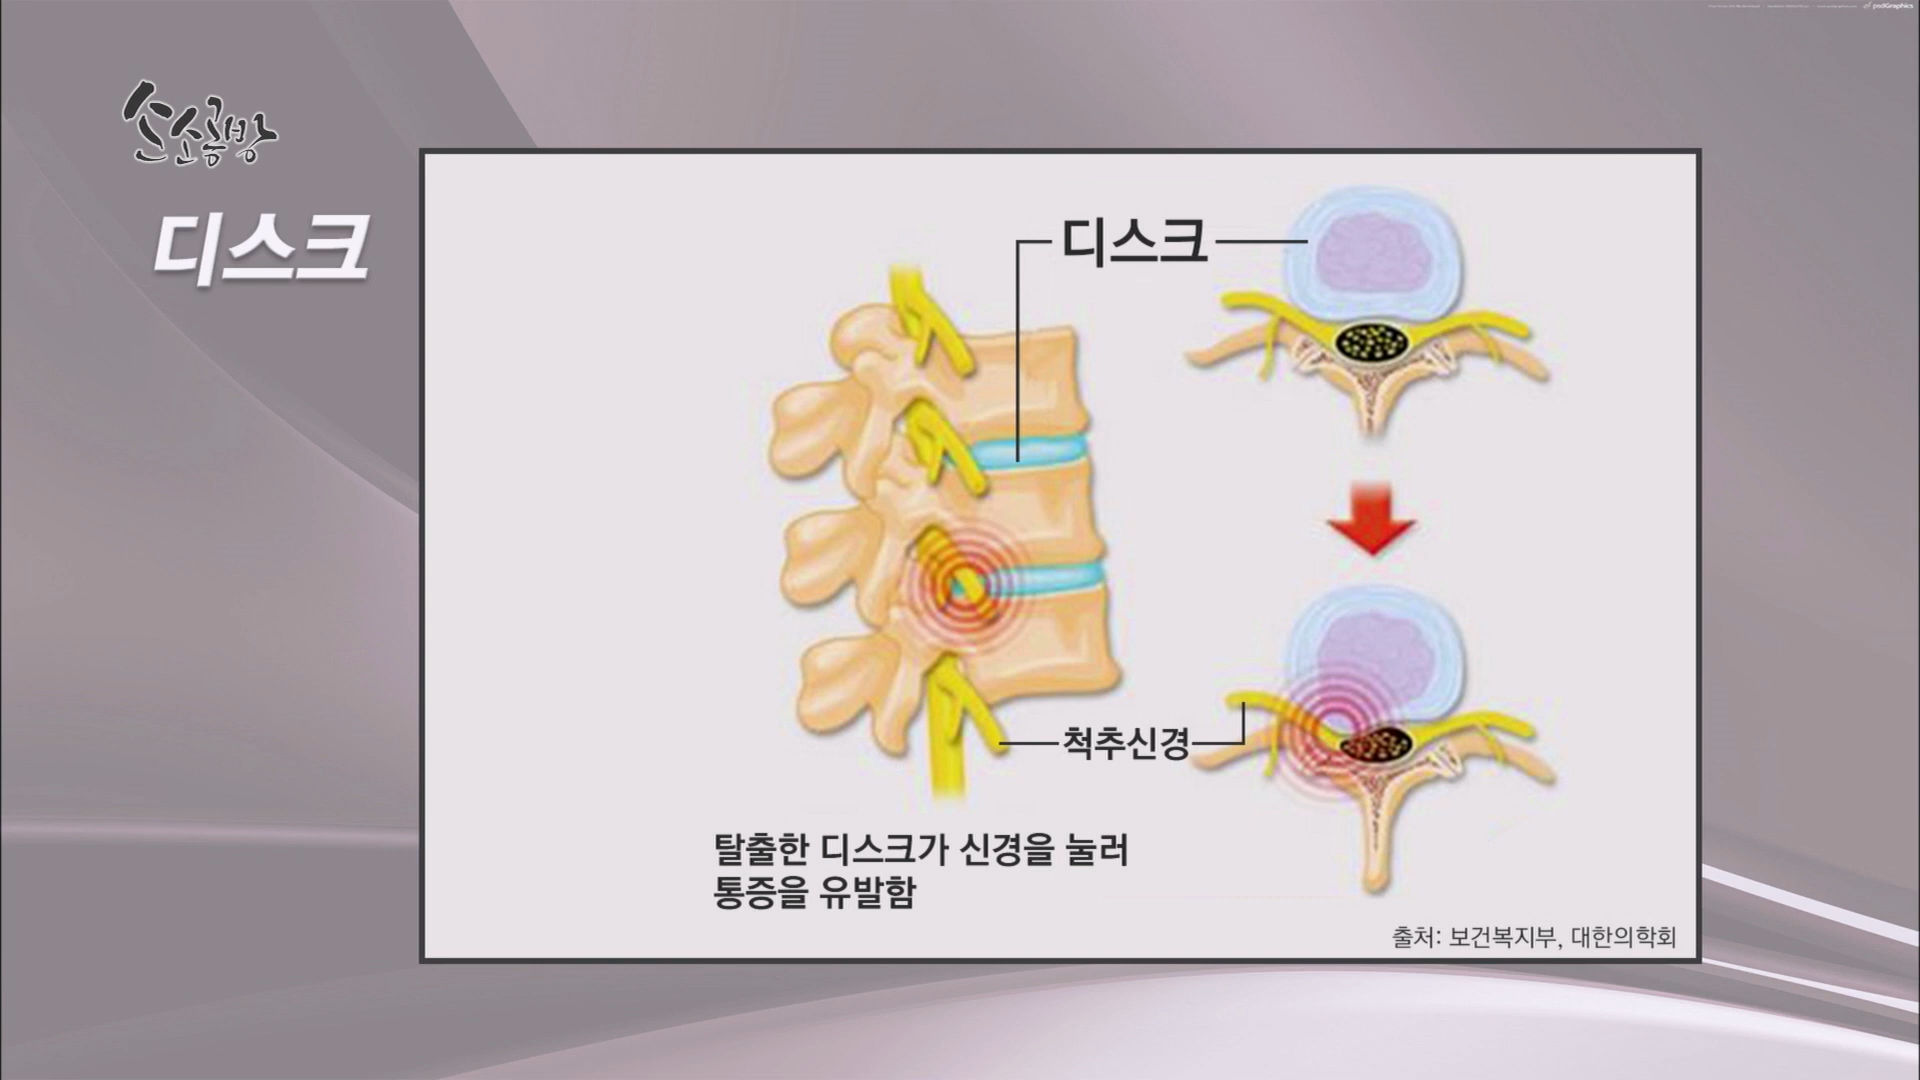 psdGraphics
소소공방
디스크
디스크
척추신경
탈출한 디스크가 신경을 눌러
통증을 유발함
출처: 보건복지부, 대한의학회